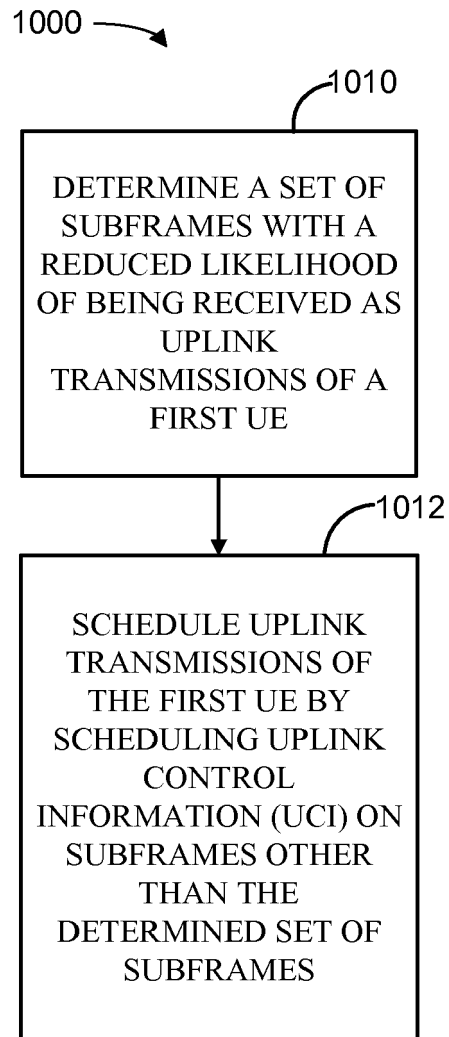 1000
1010
DETERMINE A SET OF
SUBFRAMES WITH A
REDUCED LIKELIHOOD
OF BEING RECEIVED AS
UPLINK
TRANSMISSIONS OF A
FIRST UE
1012
SCHEDULE UPLINK
TRANSMISSIONS OF
THE FIRST UE BY
SCHEDULING UPLINK
CONTROL
INFORMATION (UCI) ON
SUBFRAMES OTHER
THAN THE
DETERMINED SET OF
SUBFRAMES